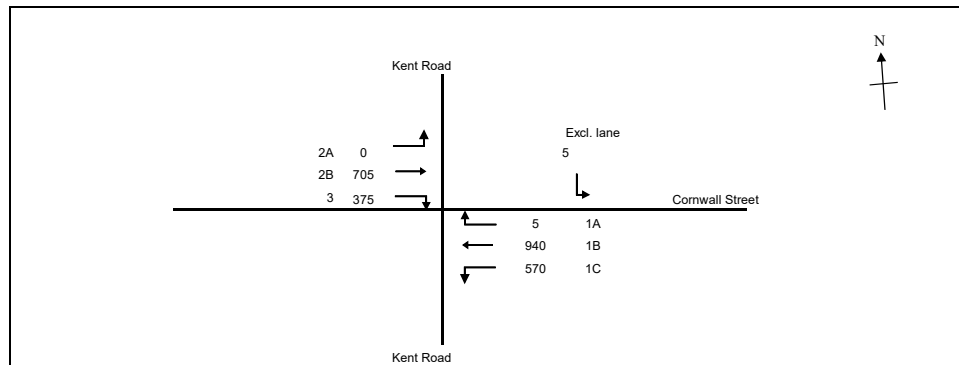 N
Kent Road
Excl. lane
2A 0
5
2B 705
3 375
Cornwall Street
5 1A
940 1B
570 1C
Kent Road